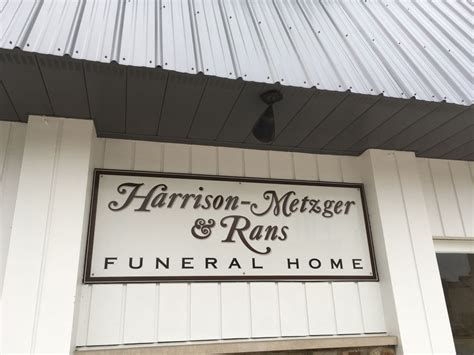 Harrison-Metzger
& Rans
FUNERAL HOME